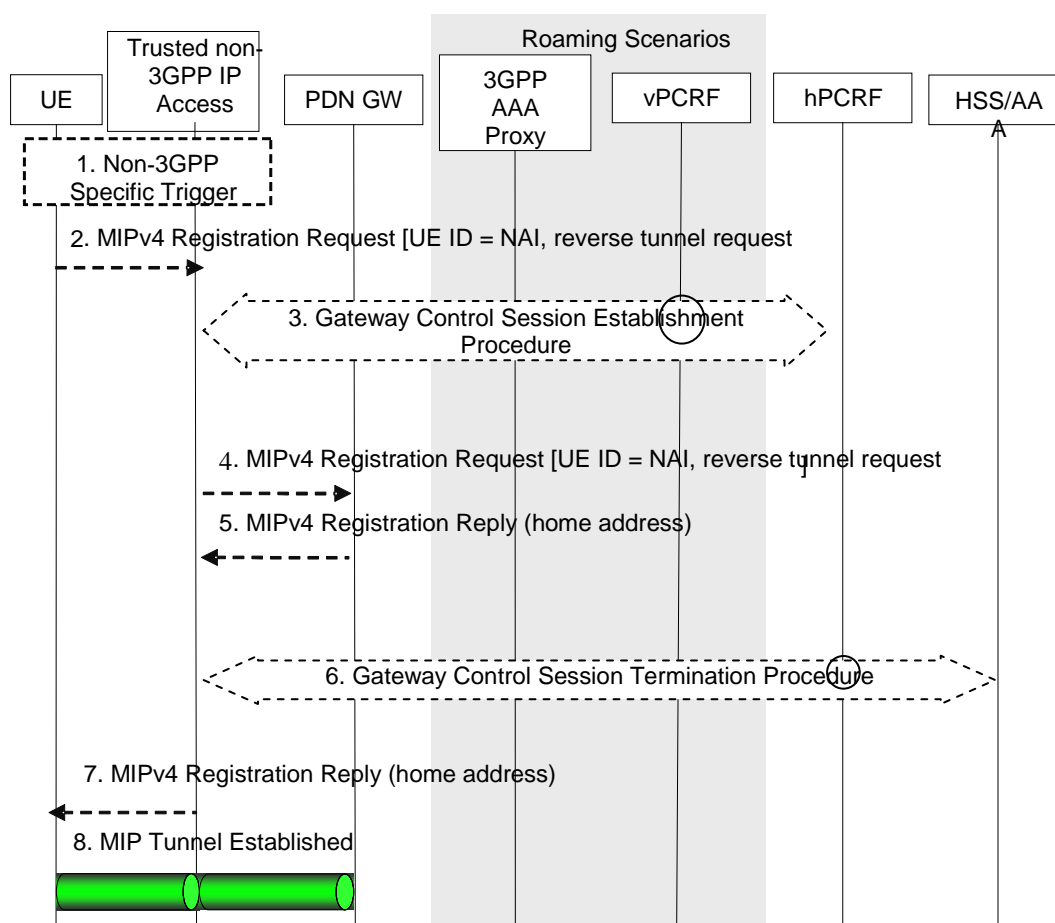 Roaming Scenarios
UE
Trusted non-
3GPP IP
Access
PDN GW
3GPP
AAA
Proxy
vPCRF
hPCRF
HSS/AA
A
1. Non-3GPP
Specific Trigger
2. MIPv4 Registration Request [UE ID = NAI, reverse tunnel request
3. Gateway Control Session Establishment
Procedure
4. MIPv4 Registration Request [UE ID = NAI, reverse tunnel request
]
5. MIPv4 Registration Reply (home address)
6. Gateway Control Session Termination Procedure
7. MIPv4 Registration Reply (home address)
8. MIP Tunnel Established